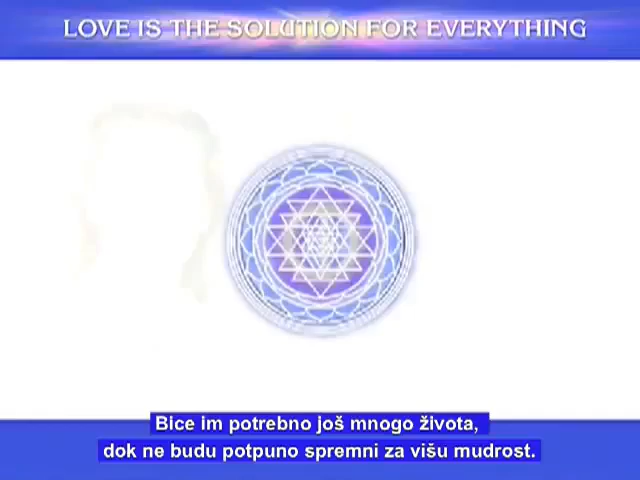 LOVE IS THE SOLUTION FOR EVERYTHING
Bice im potrebno još mnogo života,
dok ne budu potpuno spremni za višu mudrost.